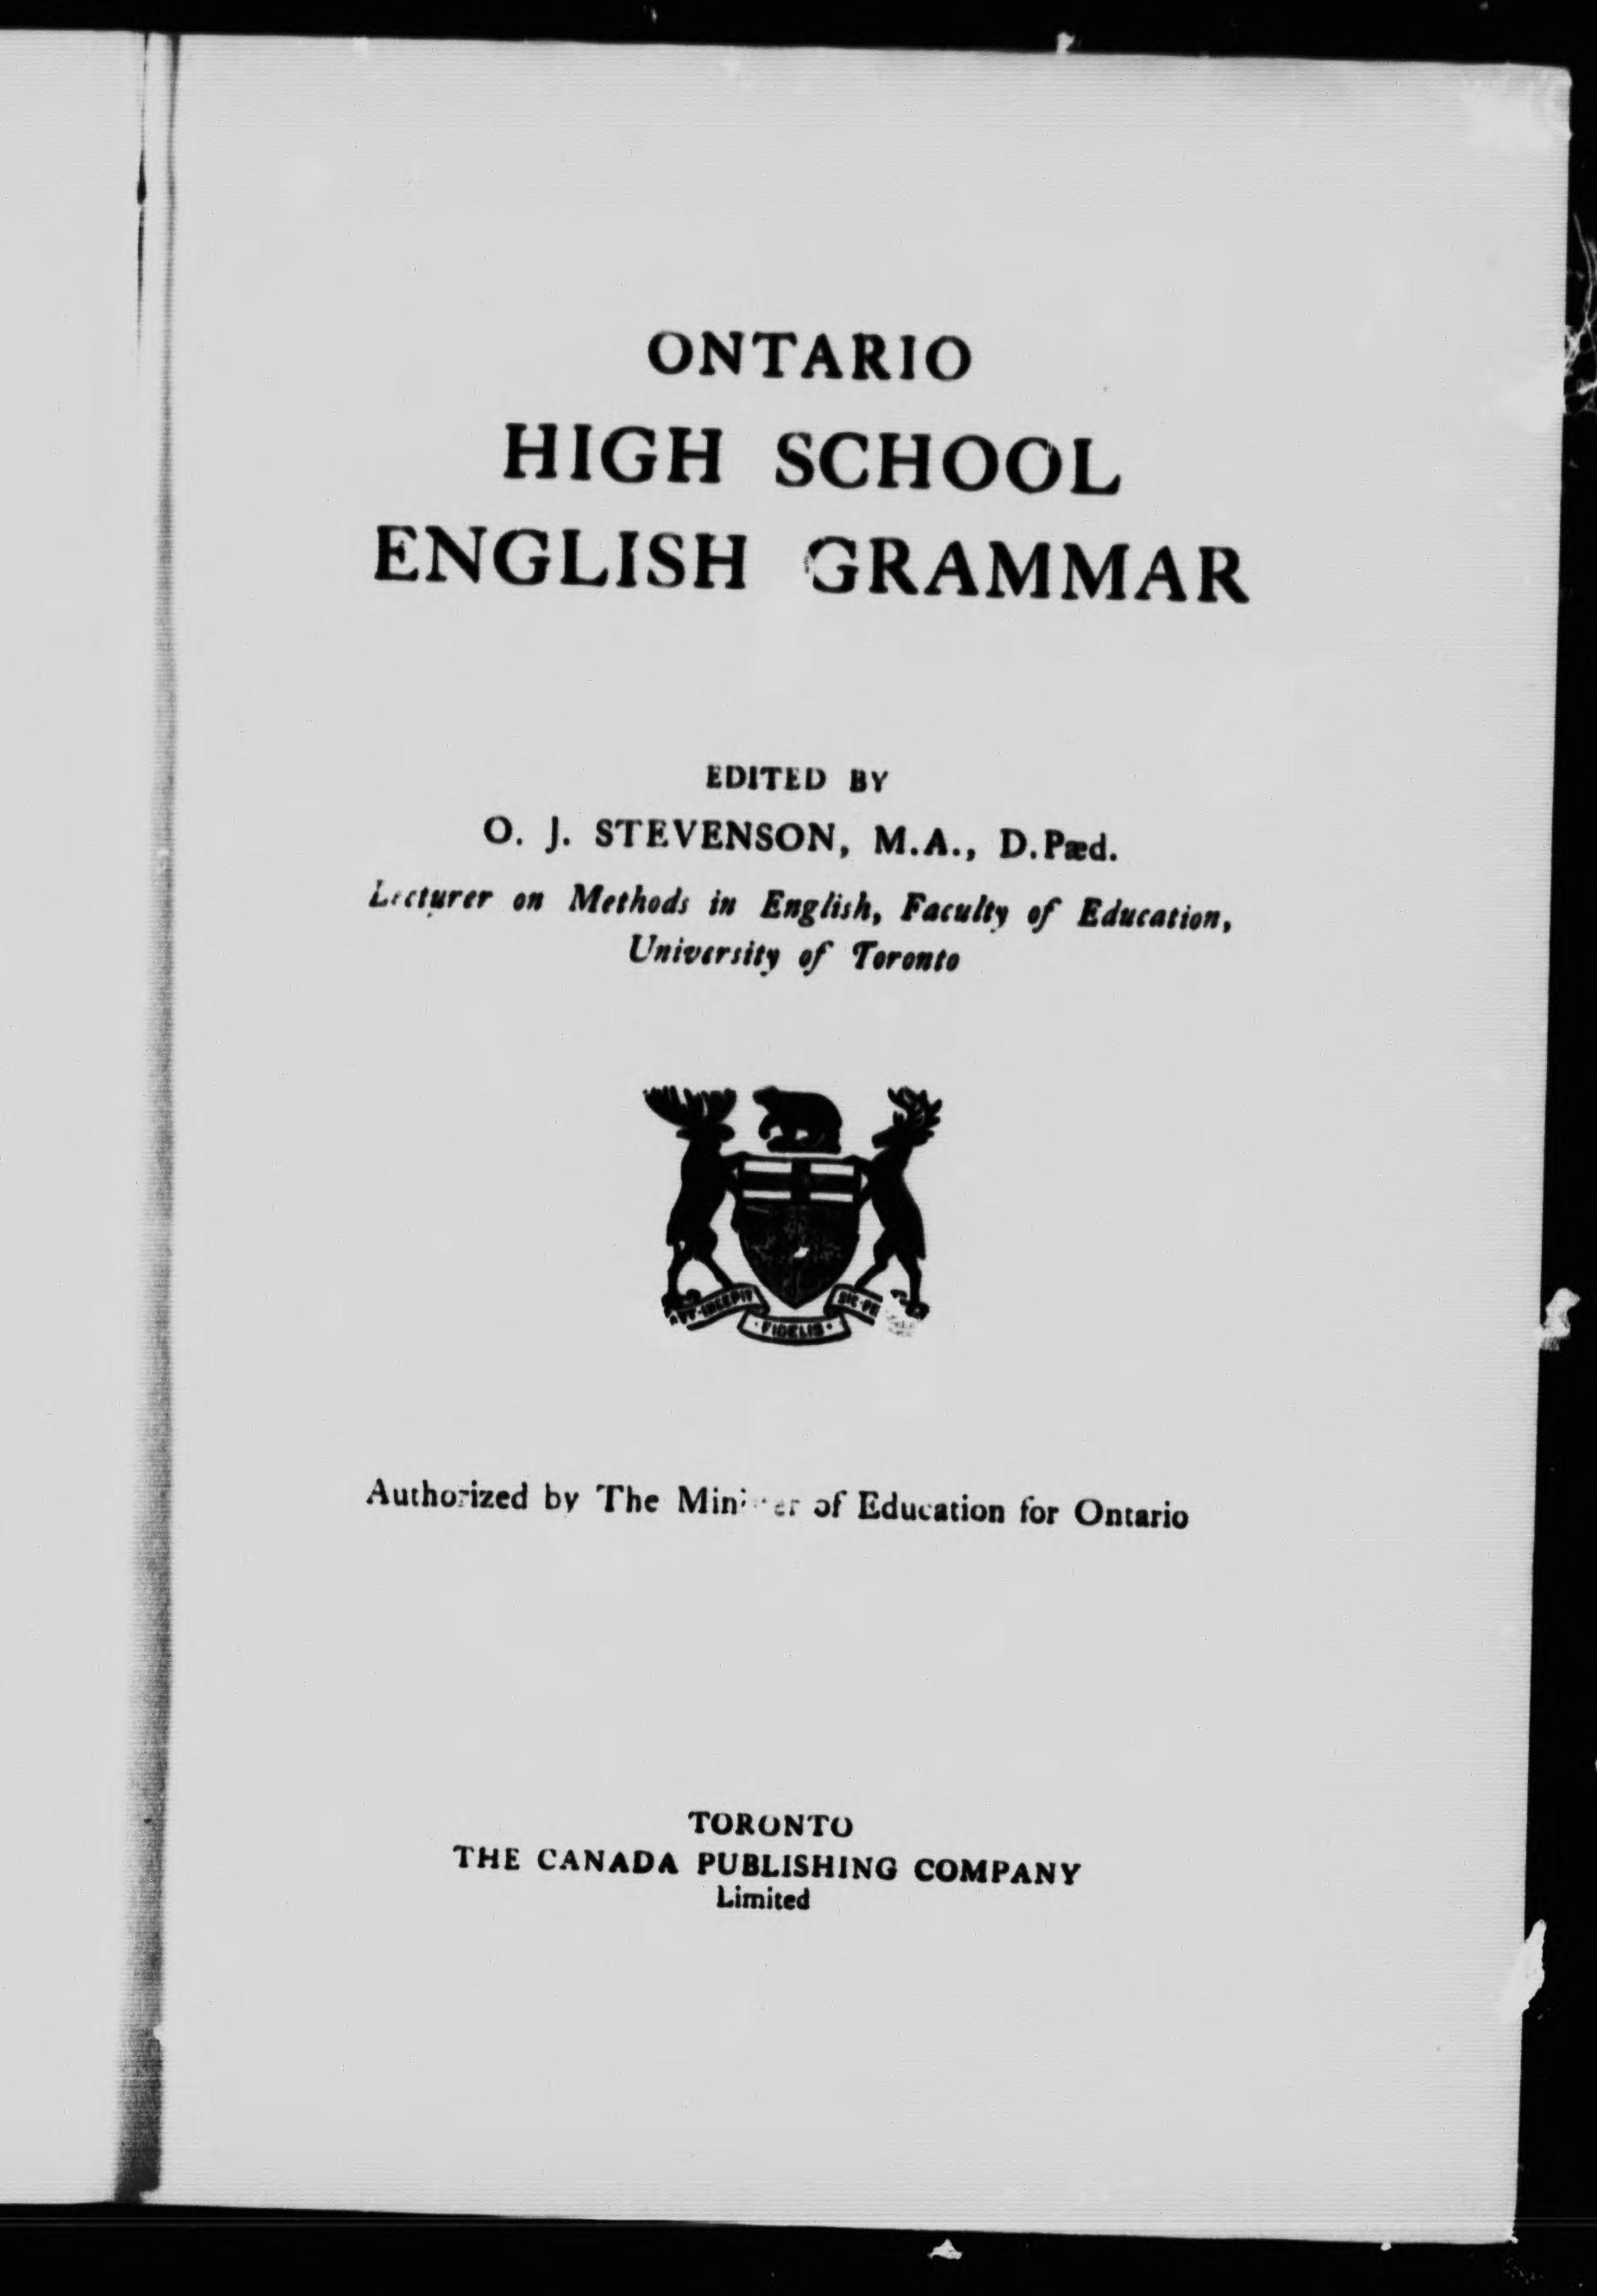 ONTARIO
HIGH SCHOOL
ENGLISH GRAMMAR
EDITED BY
O. J. STEVENSON, M.A., D.Pæd.
Lecturer on Methods in English, Faculty of Education,
University of Toronto
FIDELIS
Authorized by The Minister of Education for Ontario
TORONTO
THE CANADA PUBLISHING COMPANY
Limited